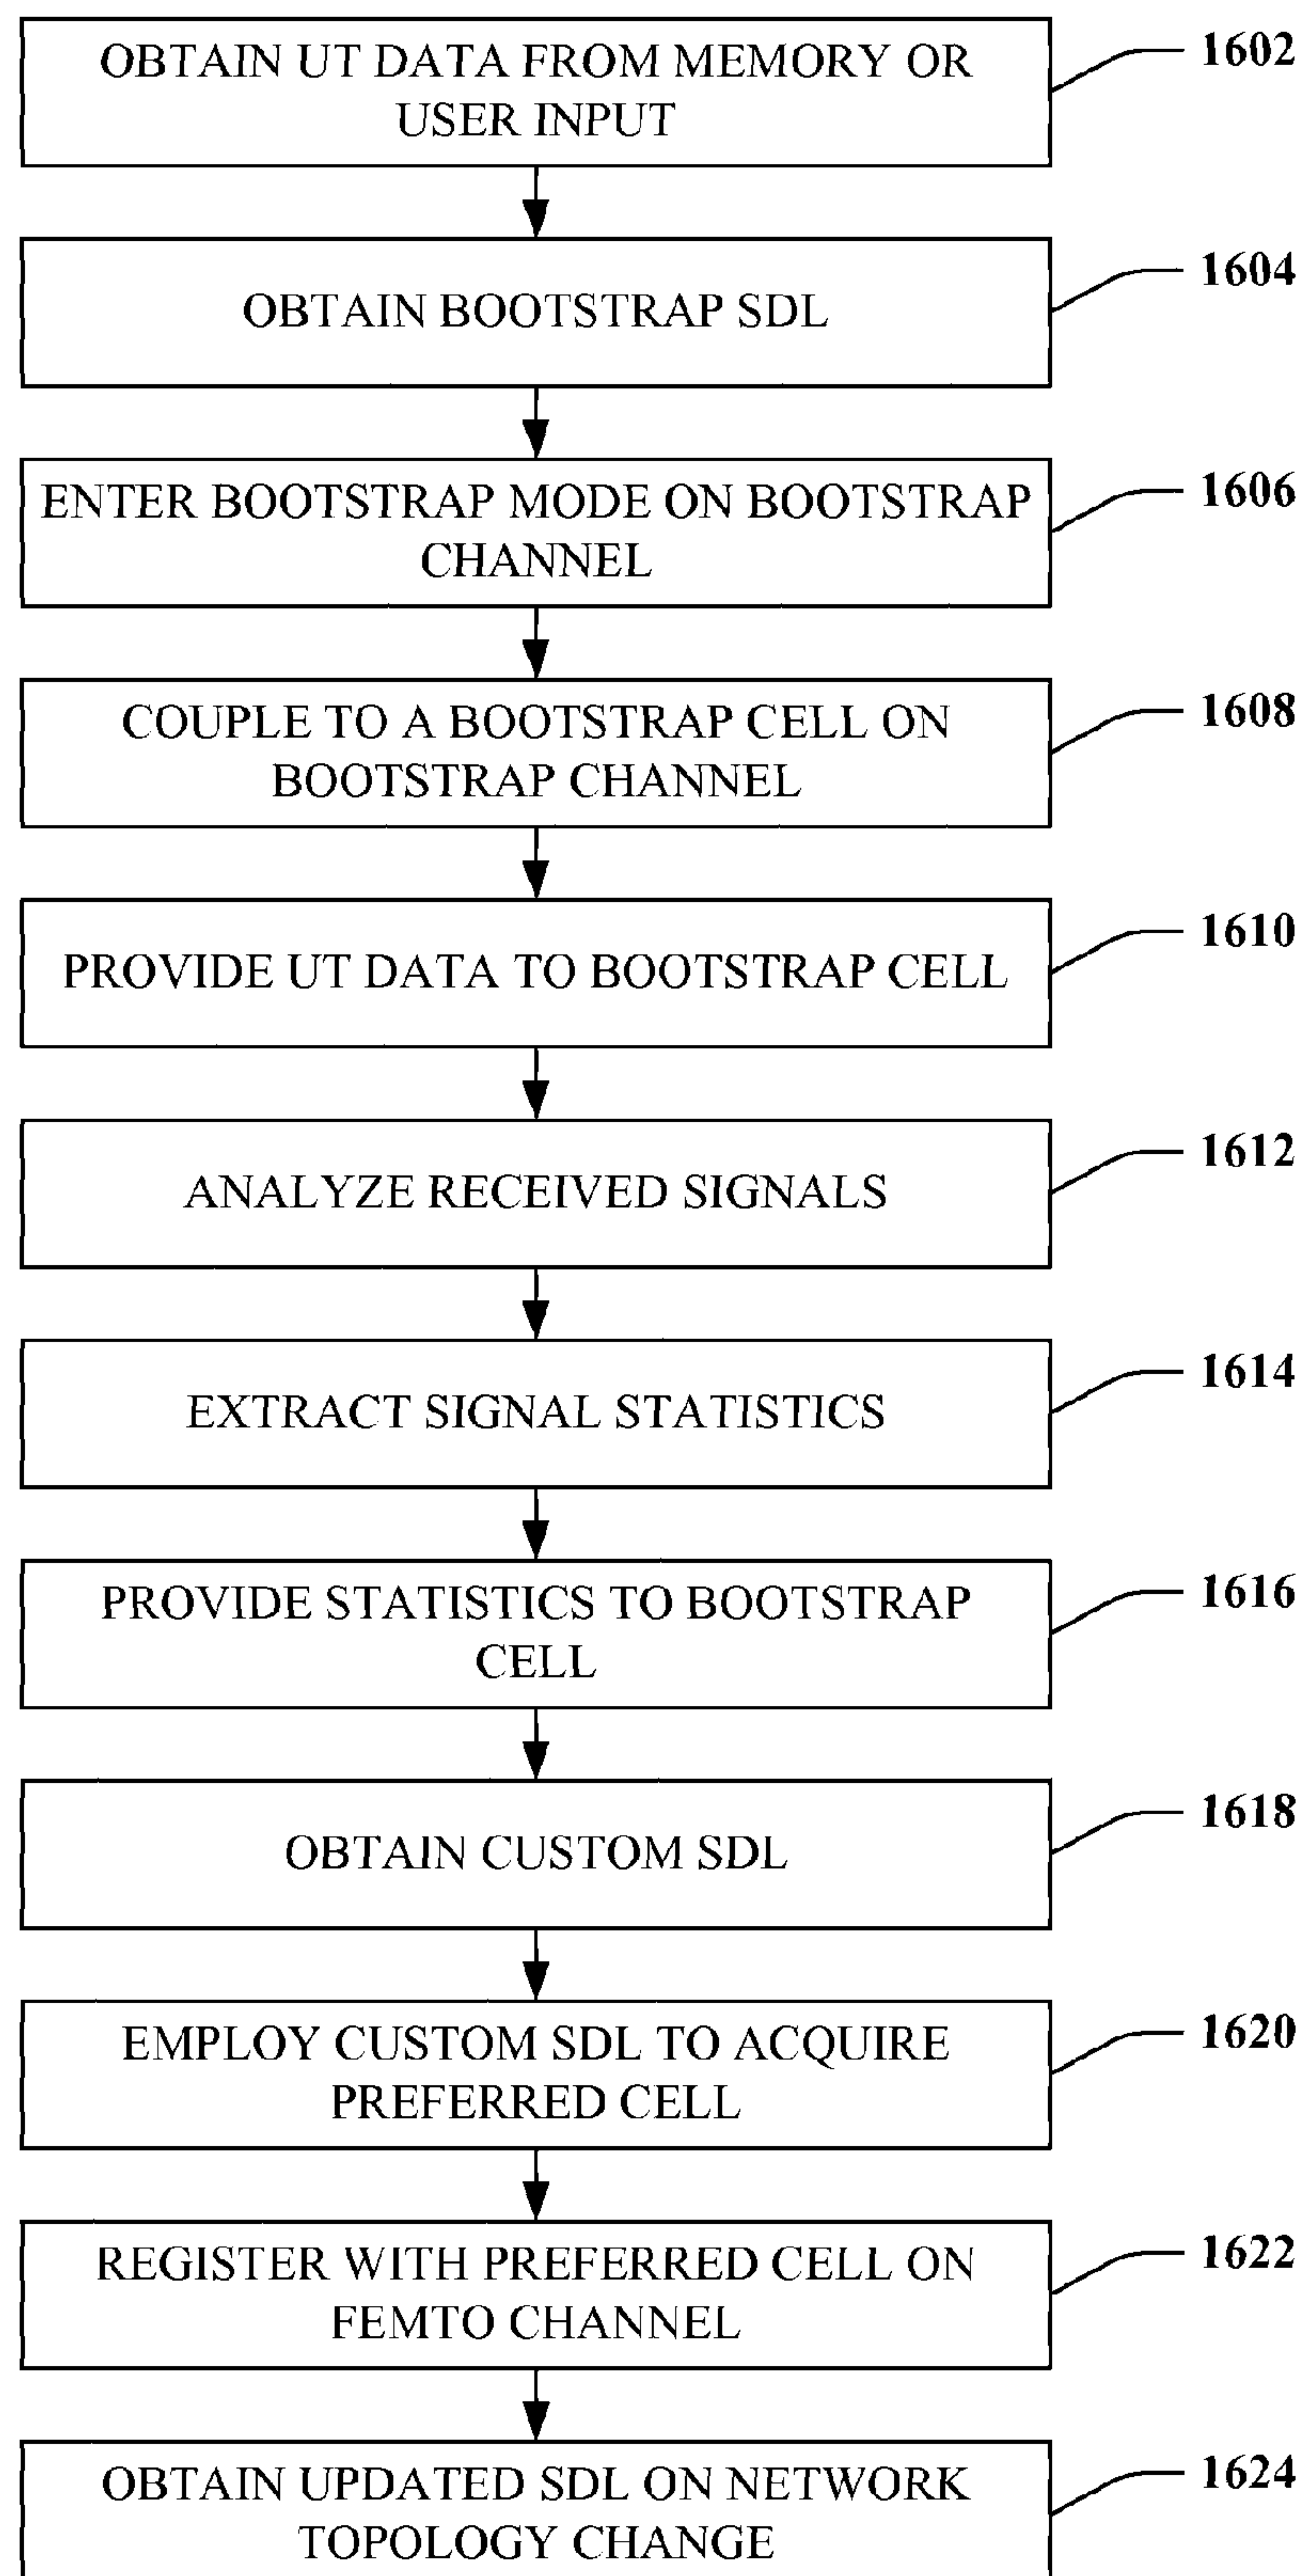 OBTAIN UT DATA FROM MEMORY OR
USER INPUT
1602
OBTAIN BOOTSTRAP SDL
1604
ENTER BOOTSTRAP MODE ON BOOTSTRAP
CHANNEL
1606
COUPLE TO A BOOTSTRAP CELL ON
BOOTSTRAP CHANNEL
1608
PROVIDE UT DATA TO BOOTSTRAP CELL
1610
ANALYZE RECEIVED SIGNALS
1612
EXTRACT SIGNAL STATISTICS
1614
PROVIDE STATISTICS TO BOOTSTRAP
CELL
1616
OBTAIN CUSTOM SDL
1618
EMPLOY CUSTOM SDL TO ACQUIRE
PREFERRED CELL
1620
REGISTER WITH PREFERRED CELL ON
FEMTO CHANNEL
1622
OBTAIN UPDATED SDL ON NETWORK
TOPOLOGY CHANGE
1624